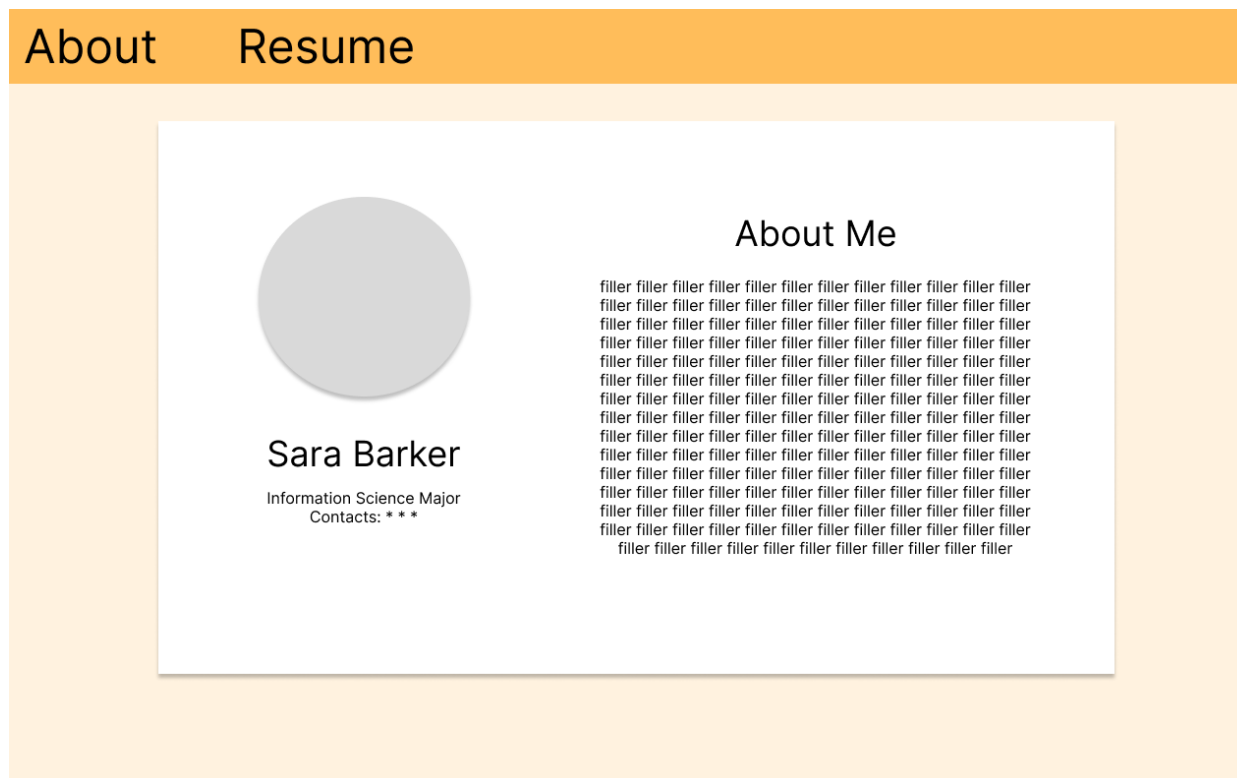 About Resume
Sara Barker
Information Science Major
Contacts: * * *
About Me
filler filler filler filler filler filler filler filler filler filler filler filler
filler filler filler filler filler filler filler filler filler filler filler filler
filler filler filler filler filler filler filler filler filler filler filler filler
filler filler filler filler filler filler filler filler filler filler filler filler
filler filler filler filler filler filler filler filler filler filler filler filler
filler filler filler filler filler filler filler filler filler filler filler filler
filler filler filler filler filler filler filler filler filler filler filler filler
filler filler filler filler filler filler filler filler filler filler filler filler
filler filler filler filler filler filler filler filler filler filler filler filler
filler filler filler filler filler filler filler filler filler filler filler filler
filler filler filler filler filler filler filler filler filler filler filler filler
filler filler filler filler filler filler filler filler filler filler filler filler
filler filler filler filler filler filler filler filler filler filler filler filler
filler filler filler filler filler filler filler filler filler filler filler filler
filler filler filler filler filler filler filler filler filler filler filler